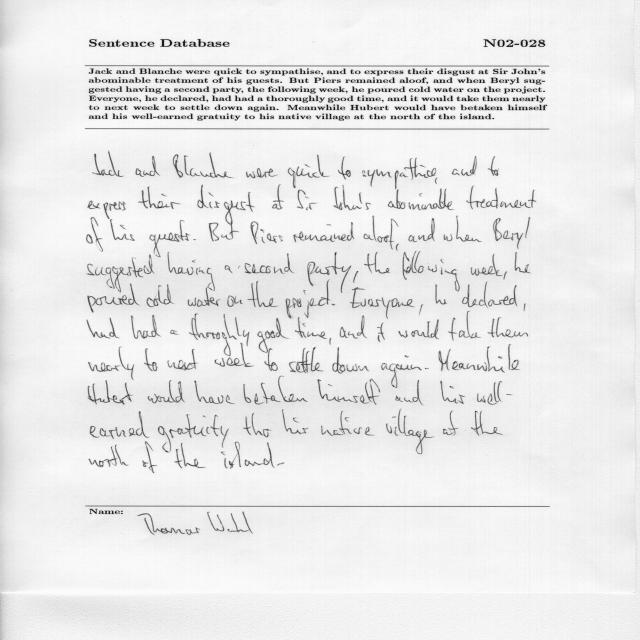 Sentence Database N02-028
Jack and Blanche were quick to sympathise, and to express their disgust at Sir John's
abominable treatment of his guests. But Piers remained aloof, and when Beryl sug-
gested having a second party, the following week, he poured cold water on the project.
Everyone, he declared, had had a thoroughly good time, and it would take them nearly
to next week to settle down again. Meanwhile Hubert would have betaken himself
and his well-earned gratuity to his native village at the north of the island.
Jack and Blanche were quick to sympathise, and to
express their disgust at Sir John's abominable treatment
of his guests. But Piers remained aloof, and when Beryl
suggested having a second party, the following week, he
poured cold water on the project. Everyone, he declared,
had had a thoroghly good time, and it would take them
nearly to next week to settle down again. Meanwhile
Hubert would have betaken himself and his well-
earned gratuity tho his native village at the
north of the island.
Name:
Thomas